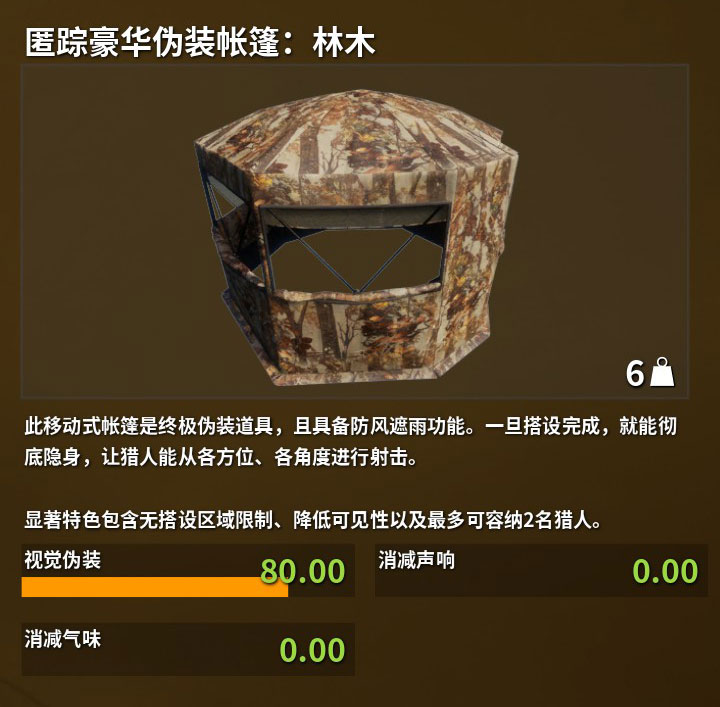 匿踪豪华伪装帐篷：林木
6
此移动式帐篷是终极伪装道具，且具备防风遮雨功能。一旦搭设完成，就能彻
底隐身，让猎人能从各方位、各角度进行射击。
显著特色包含无搭设区域限制、降低可见性以及最多可容纳2名猎人。
视觉伪装 80.00
消减声响 0.00
消减气味 0.00